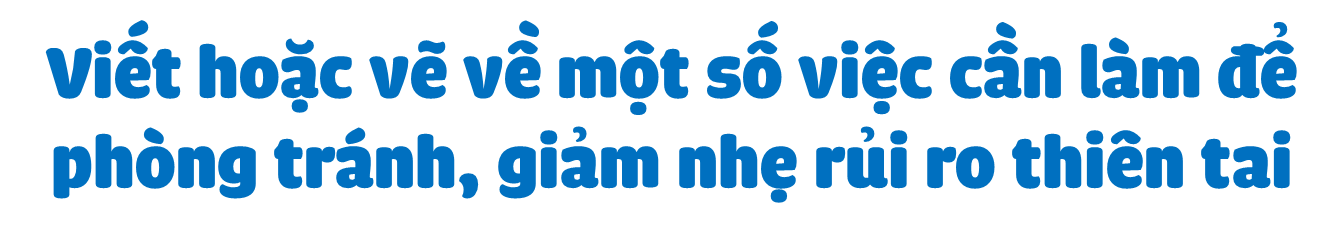 Viết hoặc vẽ về một số việc cần làm để
phòng tránh, giảm nhẹ rủi ro thiên tai